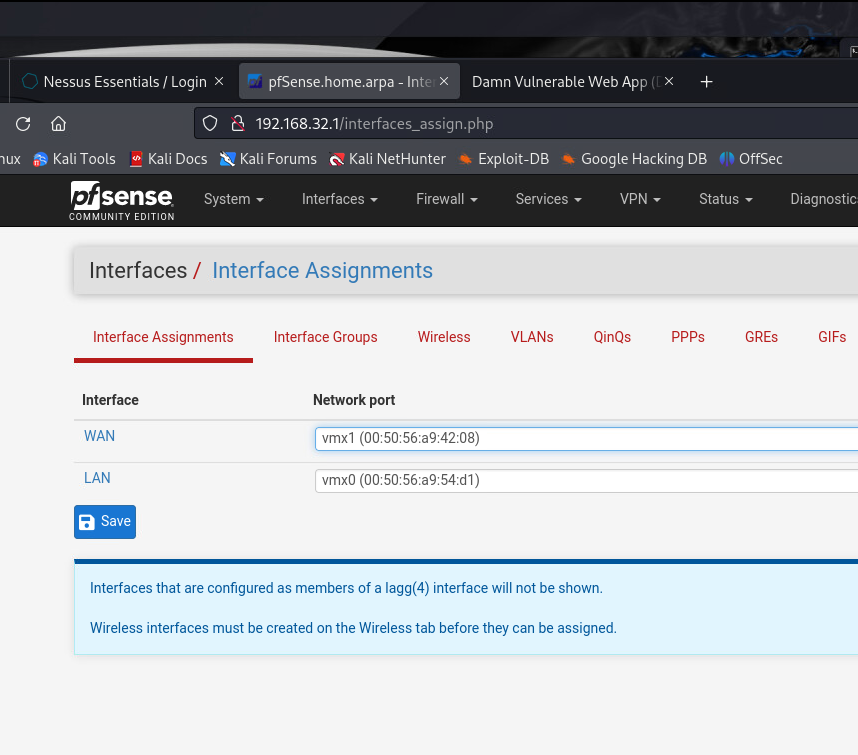 Nessus Essentials / Login
pfSense.home.arpa - Inte
Damn Vulnerable Web App (
192.168.32.1/interfaces_assign.php
nux Kali Tools Kali Docs Kali Forums Kali NetHunter Exploit-DB Google Hacking DB OffSec
pfsense
COMMUNITY EDITION
System Interfaces Firewall Services VPN Status Diagnostic
Interfaces / Interface Assignments
Interface Assignments Interface Groups Wireless VLANs QinQs PPPs GREs GIFs
Interface Network port
WAN vmx1 (00:50:56:a9:42:08)
LAN vmx0 (00:50:56:a9:54:d1)
Save
Interfaces that are configured as members of a lagg(4) interface will not be shown.
Wireless interfaces must be created on the Wireless tab before they can be assigned.